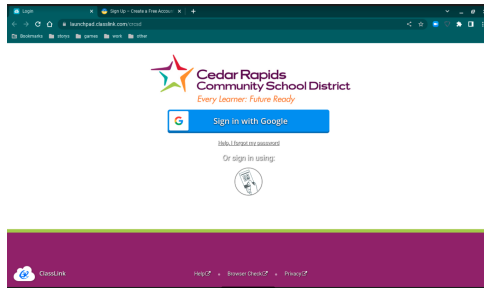 Login
Sign Up - Create a Free Account
launchpad.classlink.com/crcsd
Bookmarks
storys
games
work
other
Cedar Rapids
Community School District
Every Learner: Future Ready
G Sign in with Google
Help, I forgot my password
Or sign in using:
ClassLink
Help
Browser Check
Privacy